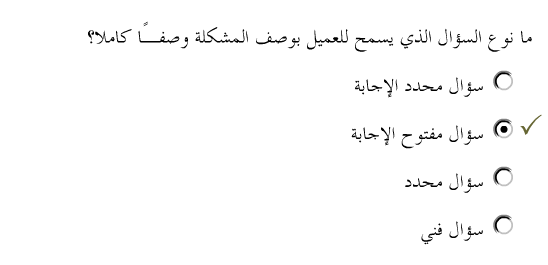 ما نوع السؤال الذي يسمح للعميل بوصف المشكلة وصفـــًا كاملا؟
سؤال محدد الإجابة
سؤال مفتوح الإجابة
سؤال محدد
سؤال فني